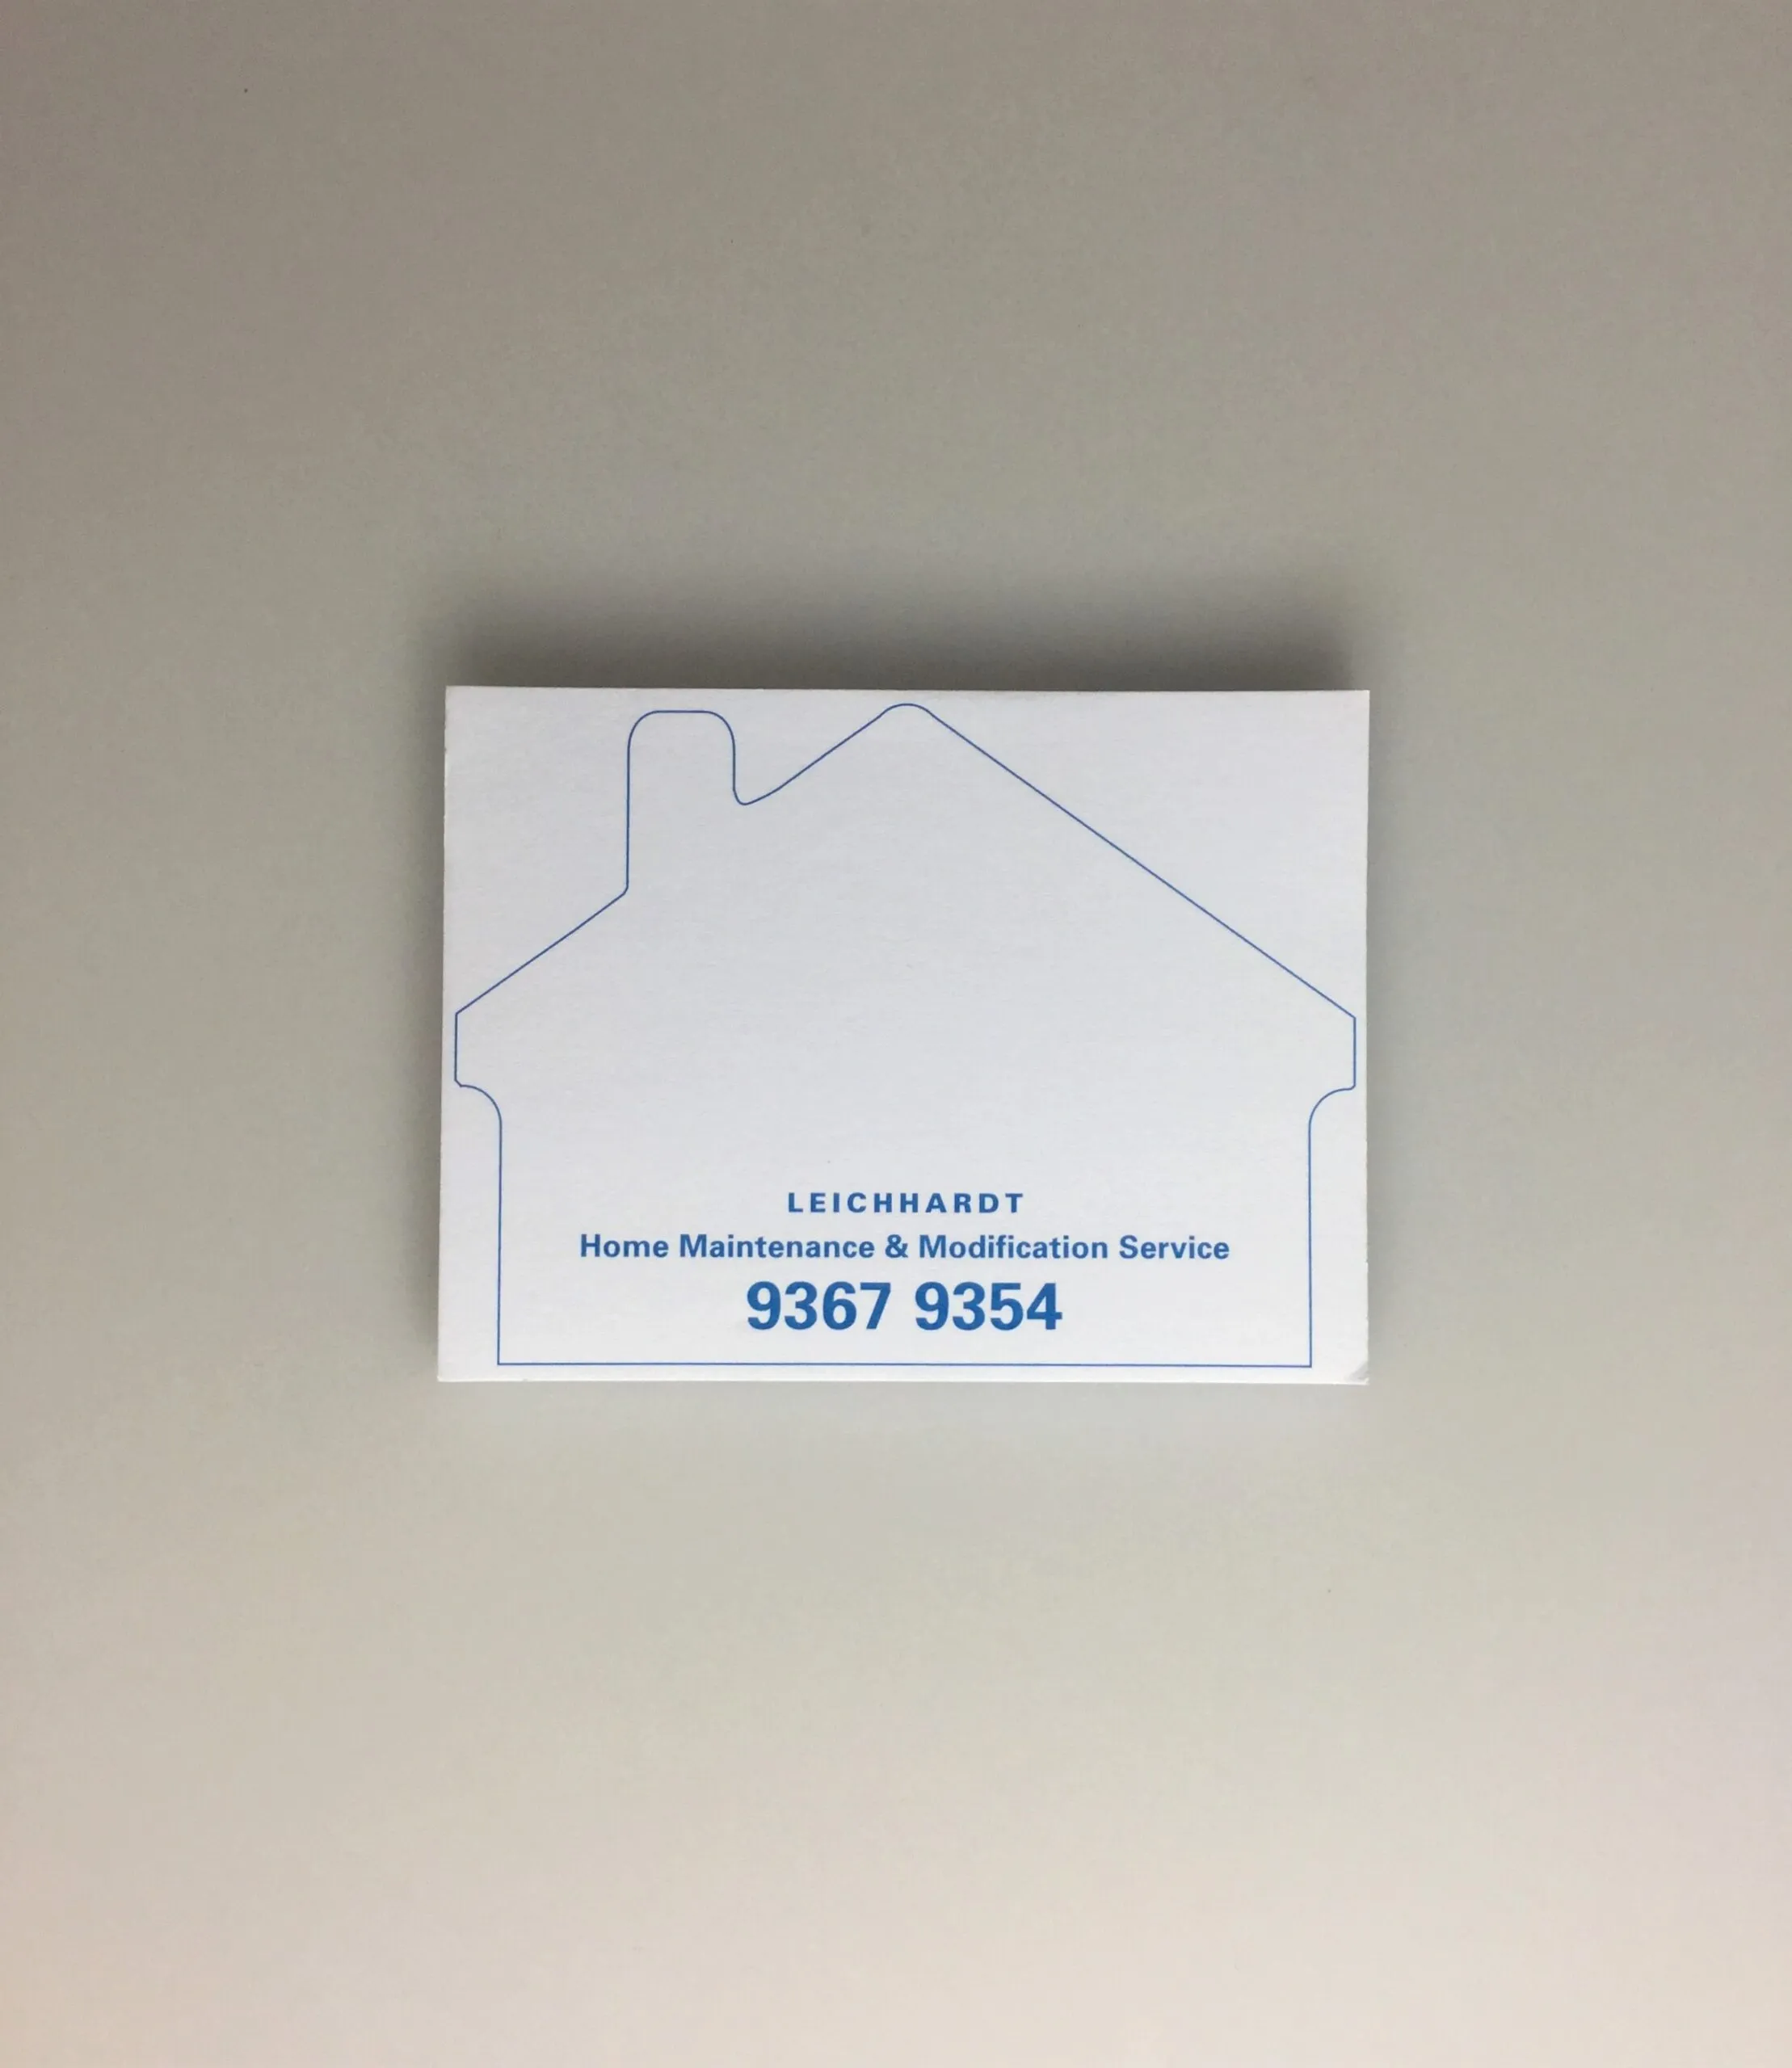 LEICHHARDT
Home Maintenance & Modification Service
9367 9354